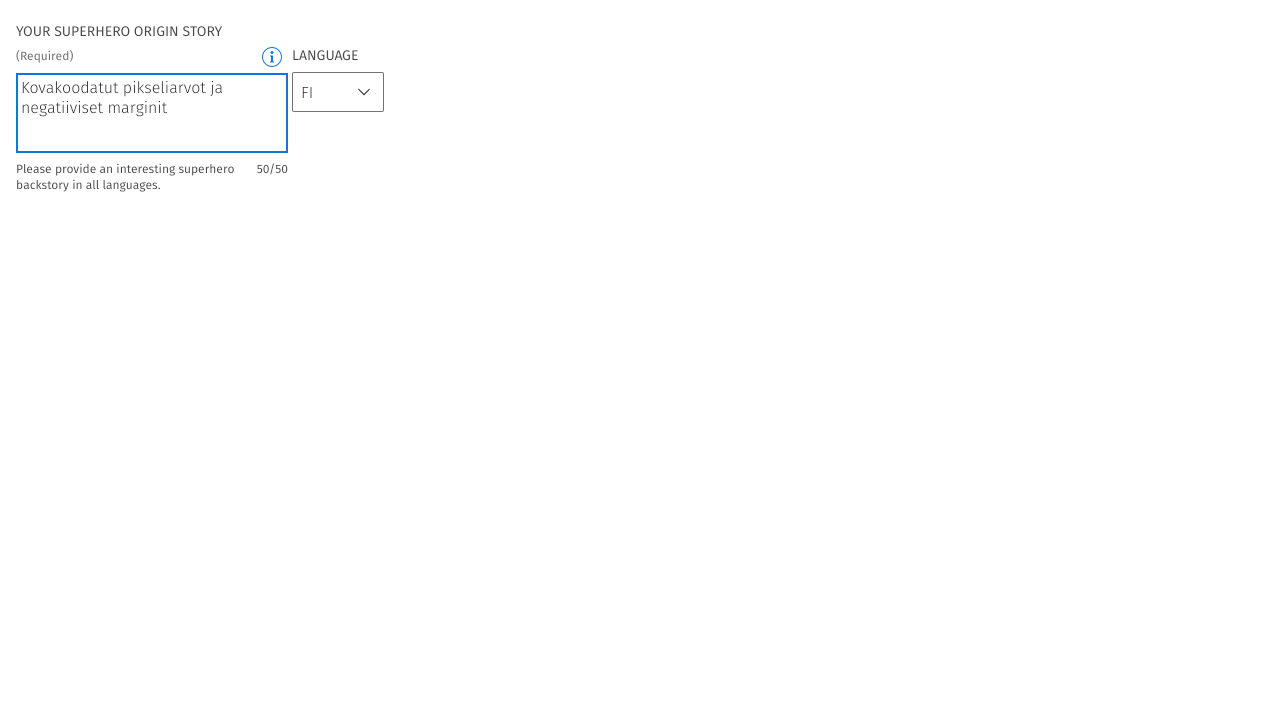 YOUR SUPERHERO ORIGIN STORY
(Required)
LANGUAGE
Kovakoodatut pikseliarvot ja
negatiiviset marginit
FI
Please provide an interesting superhero
backstory in all languages.
50/50